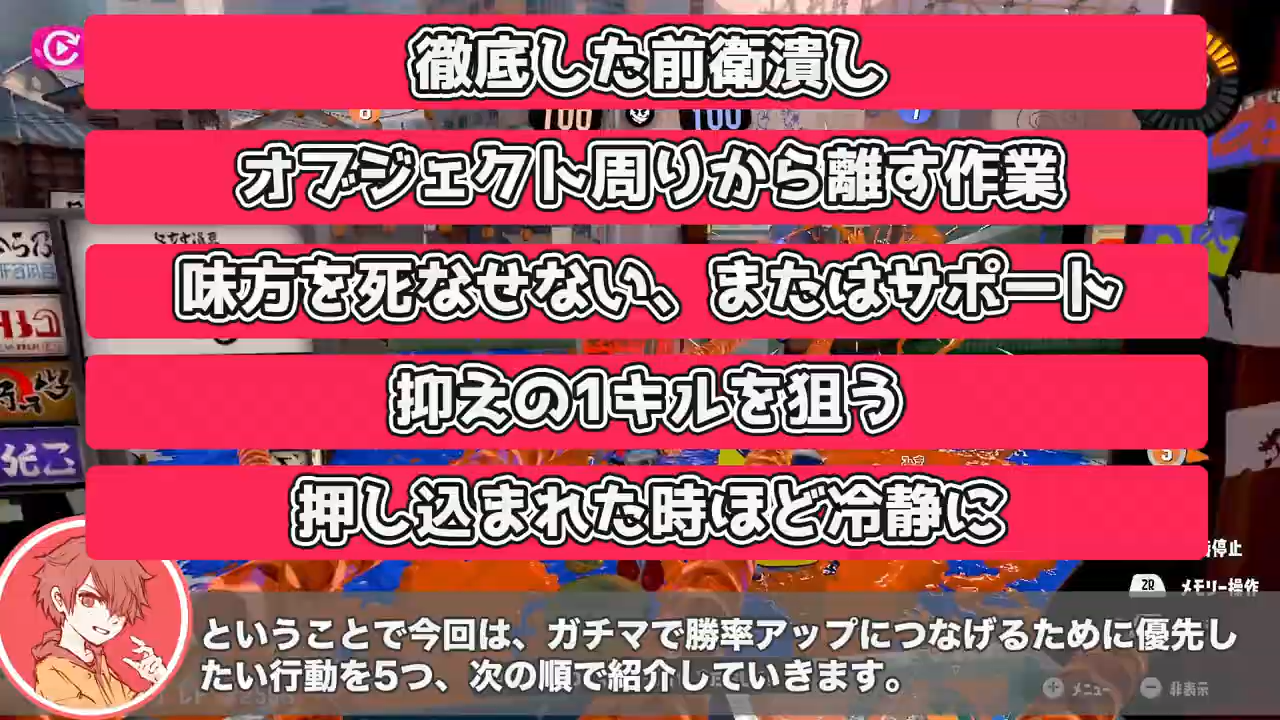 徹底した前衛潰し
100 100
オブジェクト周りから離す作業
味方を死なせない、またはサポート
抑えの1キルを狙う
押し込まれた時ほど冷静に
停止
2R メモリー操作
ということで今回は、ガチマで勝率アップにつなげるために優先し
たい行動を5つ、次の順で紹介していきます。
+ メニュー - 非表示